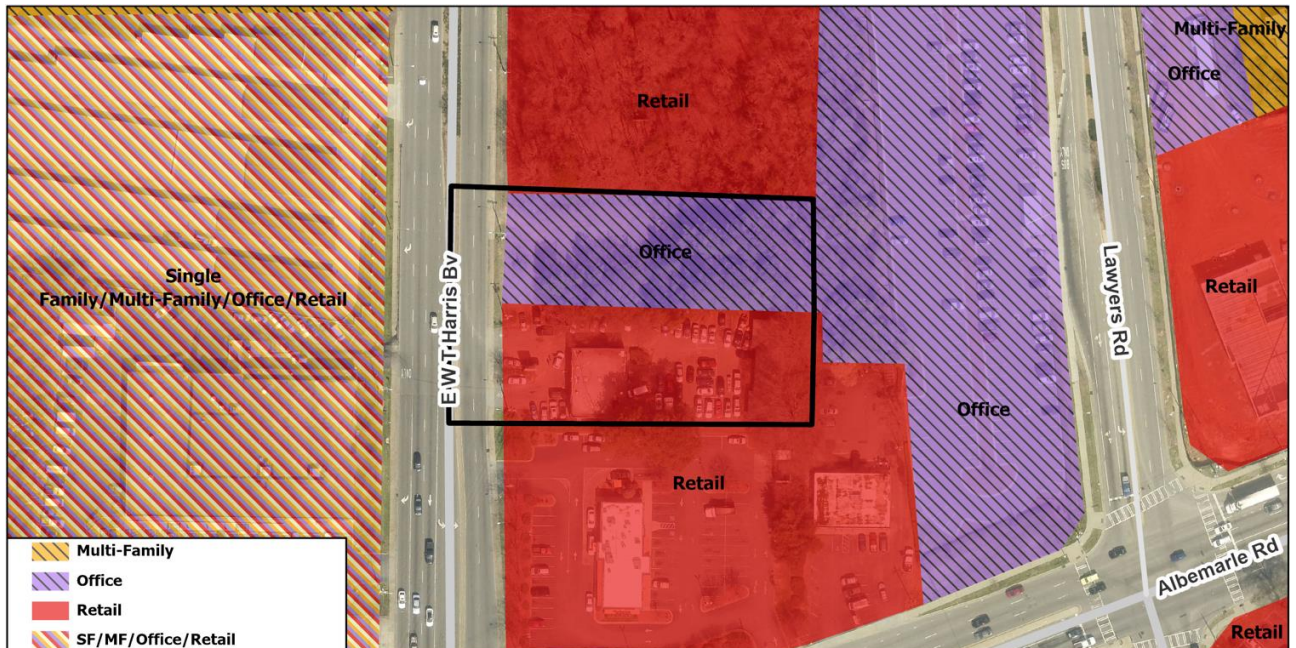 Multi-Family
Office
Retail
Office
Single
Family/Multi-Family/Office/Retail
E W T Harris Bv
Lawyers Rd
Retail
Office
Retail
Albemarle Rd
Retail
Multi-Family
Office
Retail
SF/MF/Office/Retail